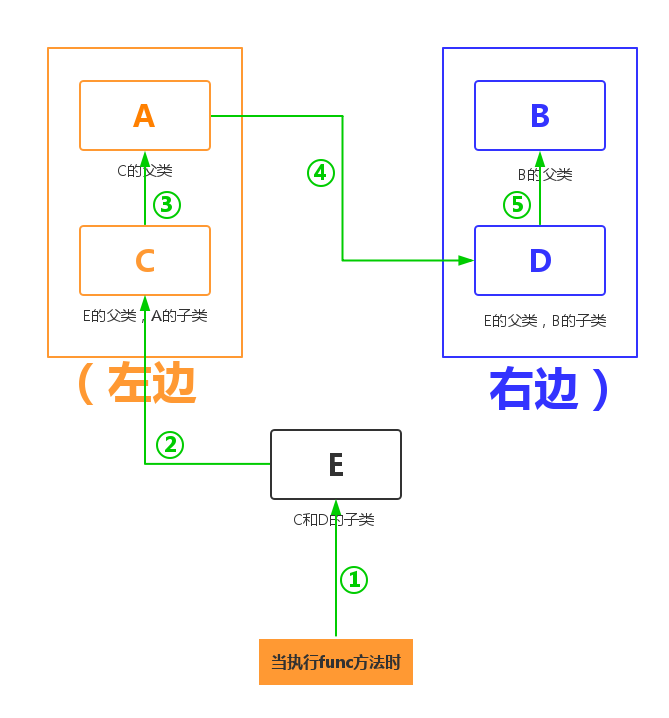 A
B
C的父类
B的父类
④
③
⑤
C
D
E的父类，A的子类
E的父类，B的子类
（左边
右边）
②
E
C和D的子类
①
当执行func方法时